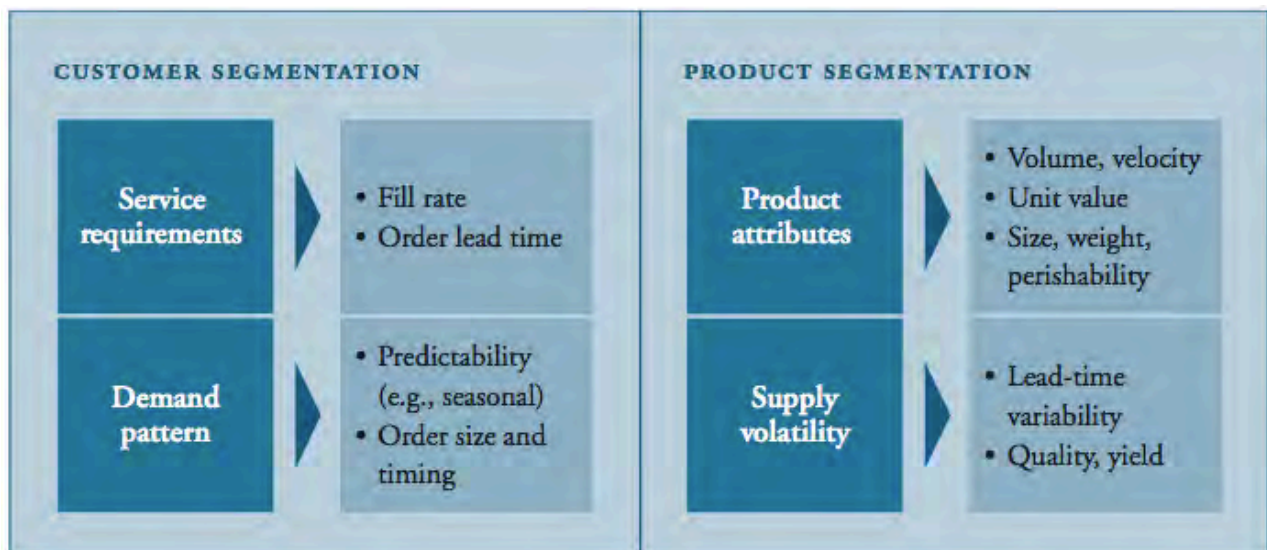 CUSTOMER SEGMENTATION
Service
requirements
• Fill rate
• Order lead time
Demand
pattern
• Predictability
(e.g., seasonal)
• Order size and
timing
PRODUCT SEGMENTATION
Product
attributes
• Volume, velocity
• Unit value
• Size, weight,
perishability
Supply
volatility
• Lead-time
variability
• Quality, yield